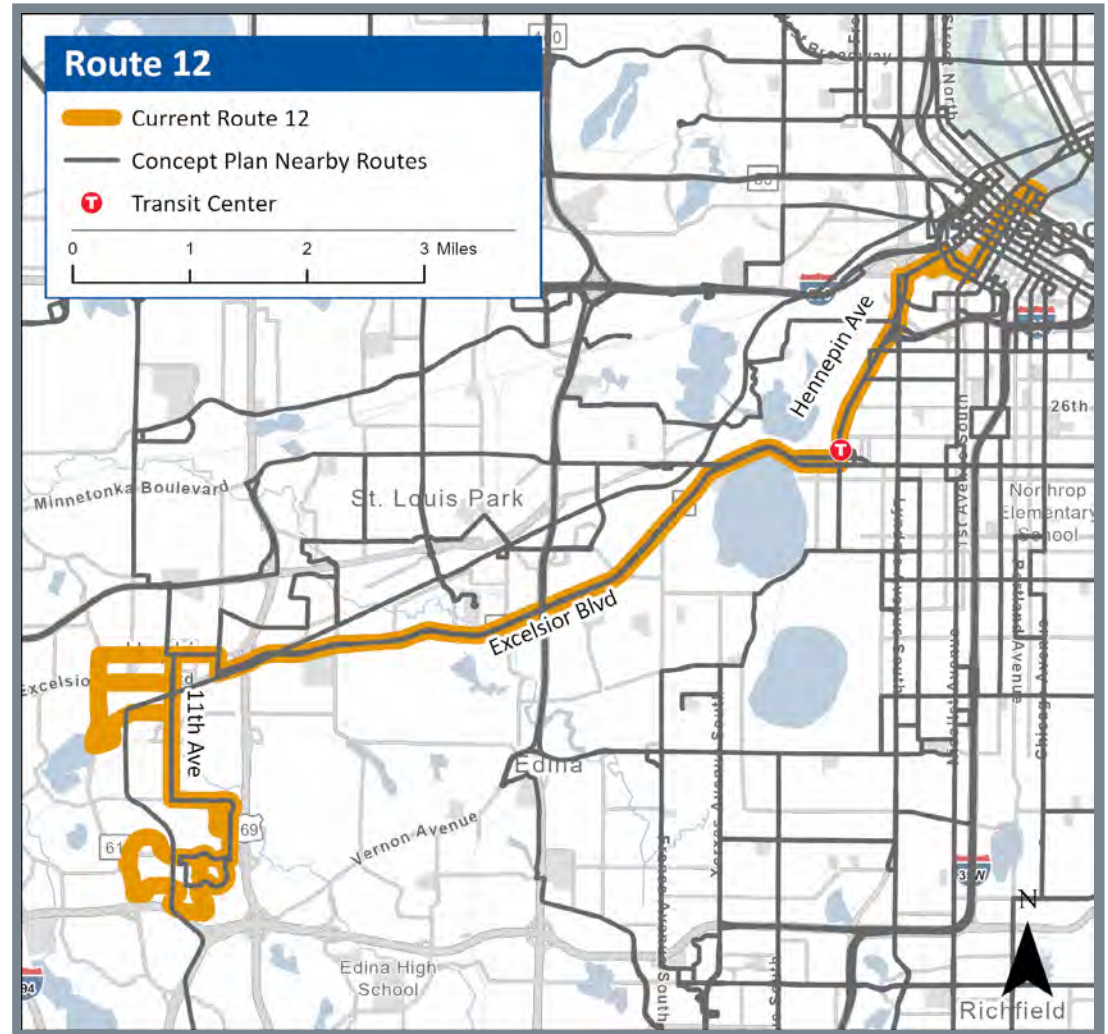 Route 12
Current Route 12
Concept Plan Nearby Routes
T
Transit Center
0 1 2 3 Miles
Hennepin Ave
T
26th
1st Avenue South
Minnetonka Boulevard
St. Louis Park
Northrop
Elementary
School
Lyndale Avenue South
Portland Avenue
Excelsior Blvd
Nicollet Avenue
Chicago Avenue
11th Ave
Edina
69
61
Vernon Avenue
Xerxes Avenue South
France Avenue South
35W
N
Edina High
School
94
Richfield